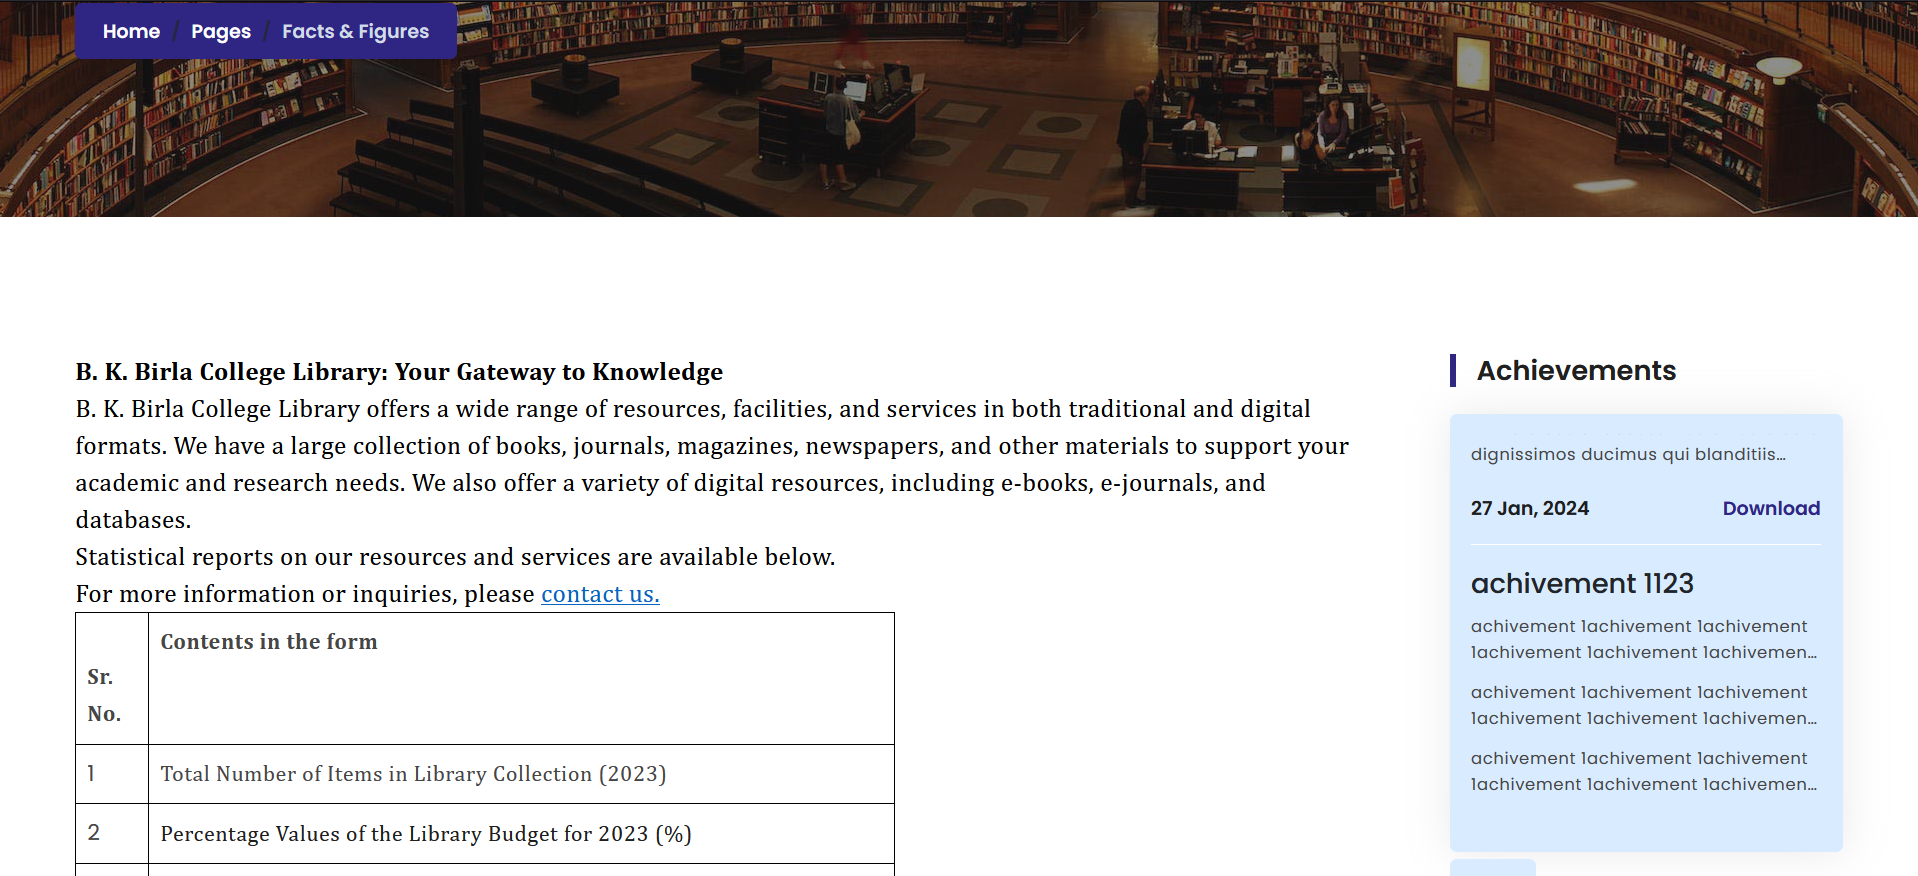 Home / Pages / Facts & Figures
B. K. Birla College Library: Your Gateway to Knowledge
B. K. Birla College Library offers a wide range of resources, facilities, and services in both traditional and digital
formats. We have a large collection of books, journals, magazines, newspapers, and other materials to support your
academic and research needs. We also offer a variety of digital resources, including e-books, e-journals, and
databases.
Statistical reports on our resources and services are available below.
For more information or inquiries, please contact us.
Sr. No.
Contents in the form
1 Total Number of Items in Library Collection (2023)
2 Percentage Values of the Library Budget for 2023 (%)
Achievements
dignissimos ducimus qui blanditiis...
27 Jan, 2024 Download
achivement 1123
achivement 1achivement 1achivement
1achivement 1achivement 1achivemen...
achivement 1achivement 1achivement
1achivement 1achivement 1achivemen...
achivement 1achivement 1achivement
1achivement 1achivement 1achivemen...